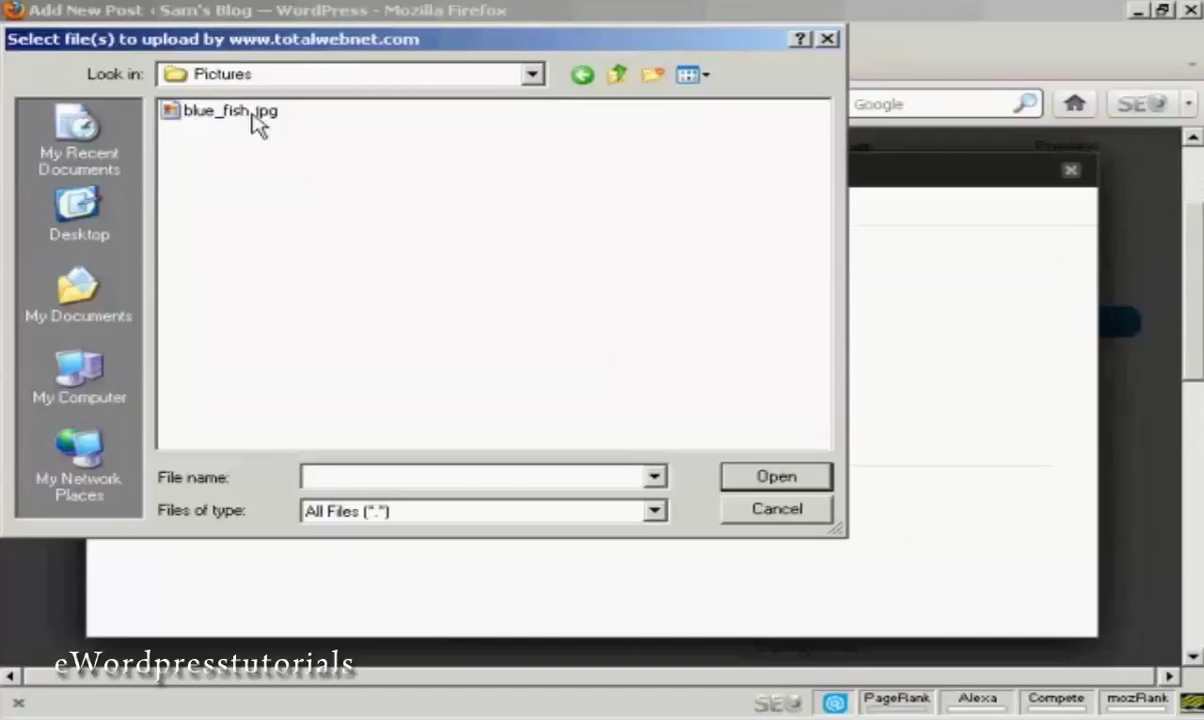 Add New Post ‹ Sam's Blog — WordPress - Mozilla Firefox
Select file(s) to upload by www.totalwebnet.com
Look in:
Pictures
Google
SEO
blue_fish.jpg
My Recent
Documents
Desktop
My Documents
My Computer
My Network
Places
File name:
Open
Files of type:
All Files (*.*)
Cancel
eWordpresstutorials
SEO
PageRank
Alexa
Compete
mozRank